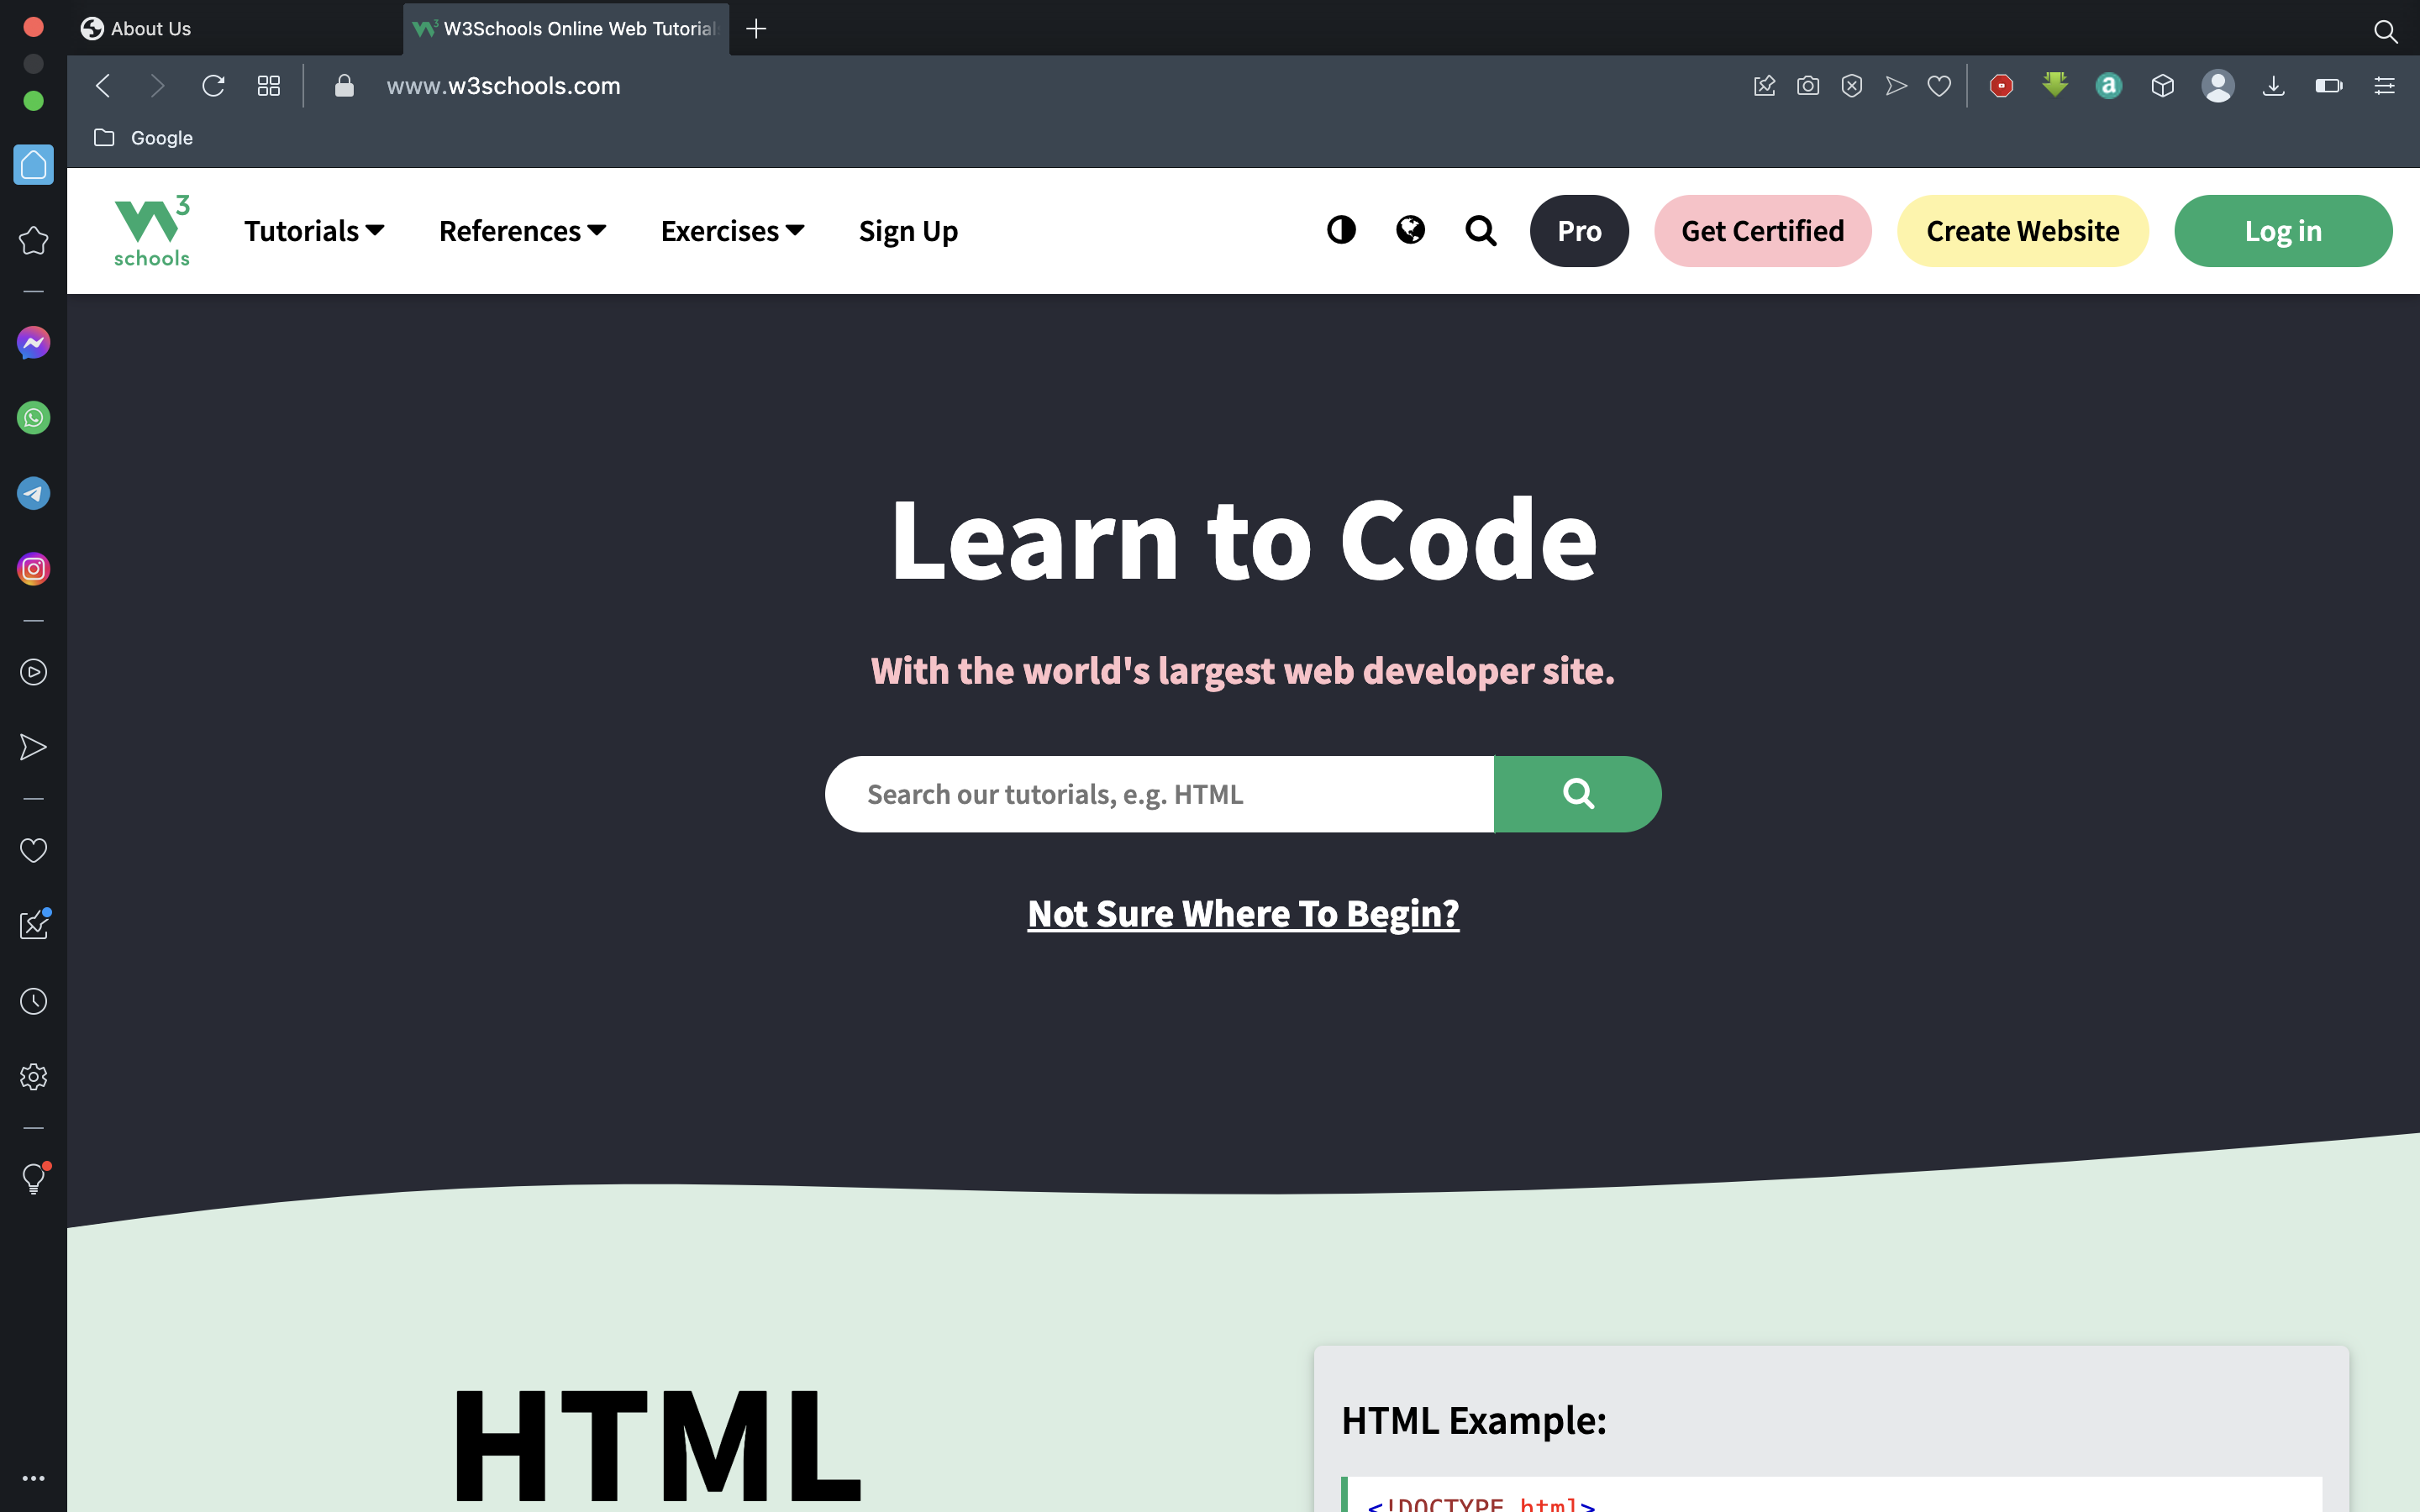 About Us
W3Schools Online Web Tutorials
www.w3schools.com
Google
W3 schools
Tutorials
References
Exercises
Sign Up
Pro
Get Certified
Create Website
Log in
Learn to Code
With the world's largest web developer site.
Search our tutorials, e.g. HTML
Not Sure Where To Begin?
HTML
HTML Example:
<!DOCTYPE html>